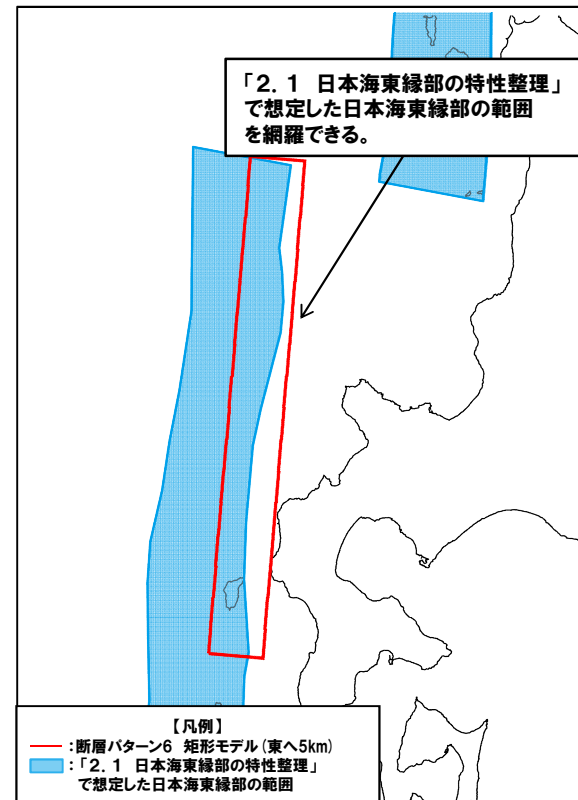 「2.1 日本海東縁部の特性整理」
で想定した日本海東縁部の範囲
を網羅できる。
【凡例】
:断層パターン6 矩形モデル(東へ5km)
:「2.1 日本海東縁部の特性整理」
で想定した日本海東縁部の範囲